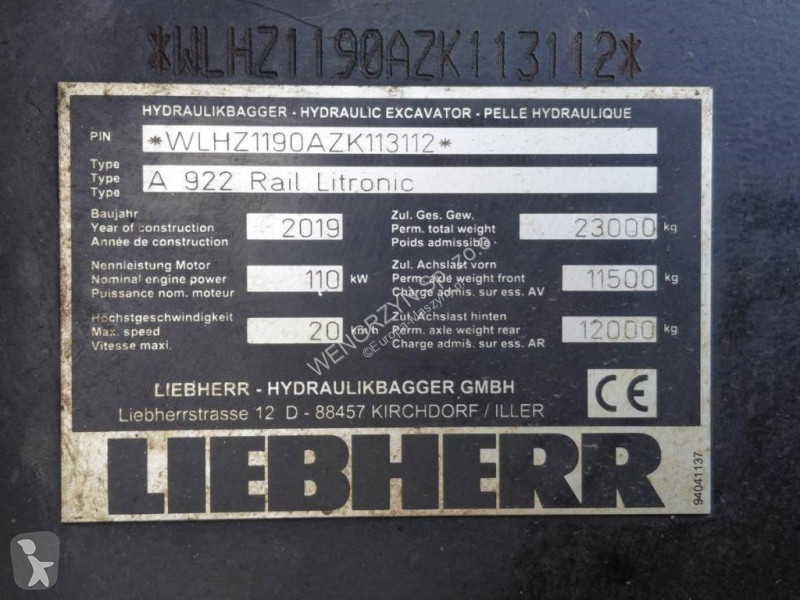 *WLHZ1190AZK113112*
HYDRAULIKBAGGER - HYDRAULIC EXCAVATOR - PELLE HYDRAULIQUE
PIN *WLHZ1190AZK113112*
Type
Type A 922 Rail Litronic
Type
Baujahr
Year of construction 2019
Année de construction
Zul. Ges. Gew.
Perm. total weight 23000 kg
Poids admissible
Nennleistung Motor
Nominal engine power 110 kW
Puissance nom. moteur
Zul. Achslast vorn
Perm. axle weight front 11500 kg
Charge admis. sur ess. AV
Höchstgeschwindigkeit
Max. speed 20 km/h
Vitesse maxi.
Zul. Achslast hinten
Perm. axle weight rear 12000 kg
Charge admis. sur ess. AR
LIEBHERR - HYDRAULIKBAGGER GMBH
Liebherrstrasse 12 D - 88457 KIRCHDORF / ILLER
CE
LIEBHERR
94041137